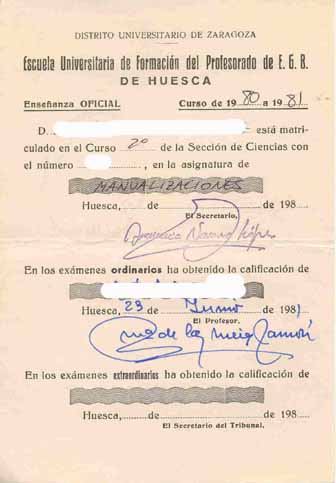 DISTRITO UNIVERSITARIO DE ZARAGOZA
Escuela Universitaria de Formación del Profesorado de E. G. B.
DE HUESCA
Enseñanza OFICIAL Curso de 1980 a 1981
D. está matri-
culado en el Curso 2º de la Sección de Ciencias con
el número , en la asignatura de
MANUALIZACIONES
Huesca, de de 198
El Secretario,
En los exámenes ordinarios ha obtenido la calificación de
Huesca, 23 de Junio de 1981
El Profesor,
En los exámenes extraordinarios ha obtenido la calificación de
Huesca, de de 198
El Secretario del Tribunal.